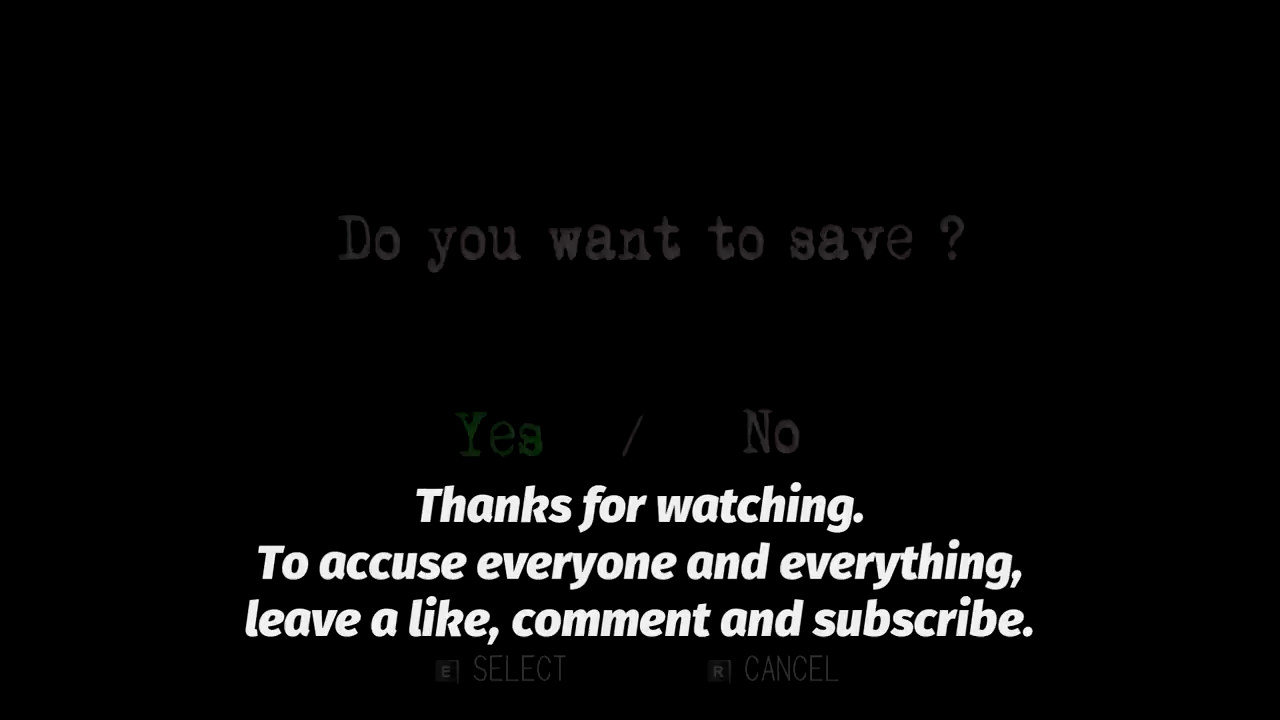 Do you want to save ?
Yes / No
Thanks for watching.
To accuse everyone and everything,
leave a like, comment and subscribe.
E SELECT R CANCEL